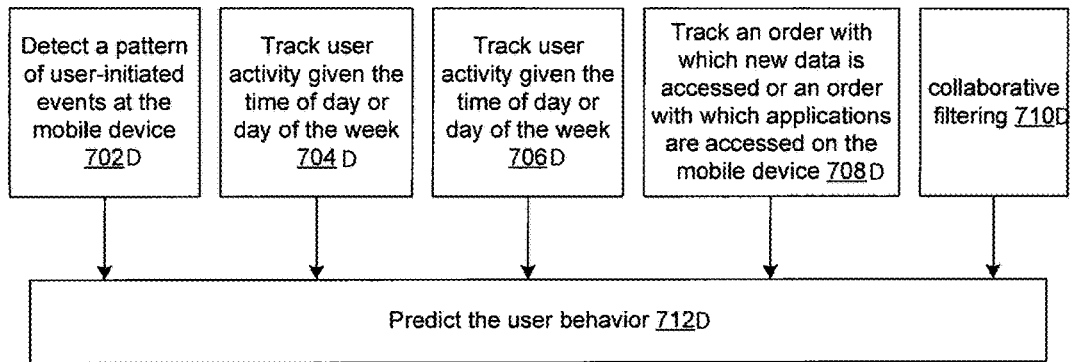 Detect a pattern
of user-initiated
events at the
mobile device
702D
Track user
activity given the
time of day or
day of the week
704 D
Track user
activity given the
time of day or
day of the week
706 D
Track an order with
which new data is
accessed or an order
with which applications
are accessed on the
mobile device 708D
collaborative
filtering 710D
Predict the user behavior 712D